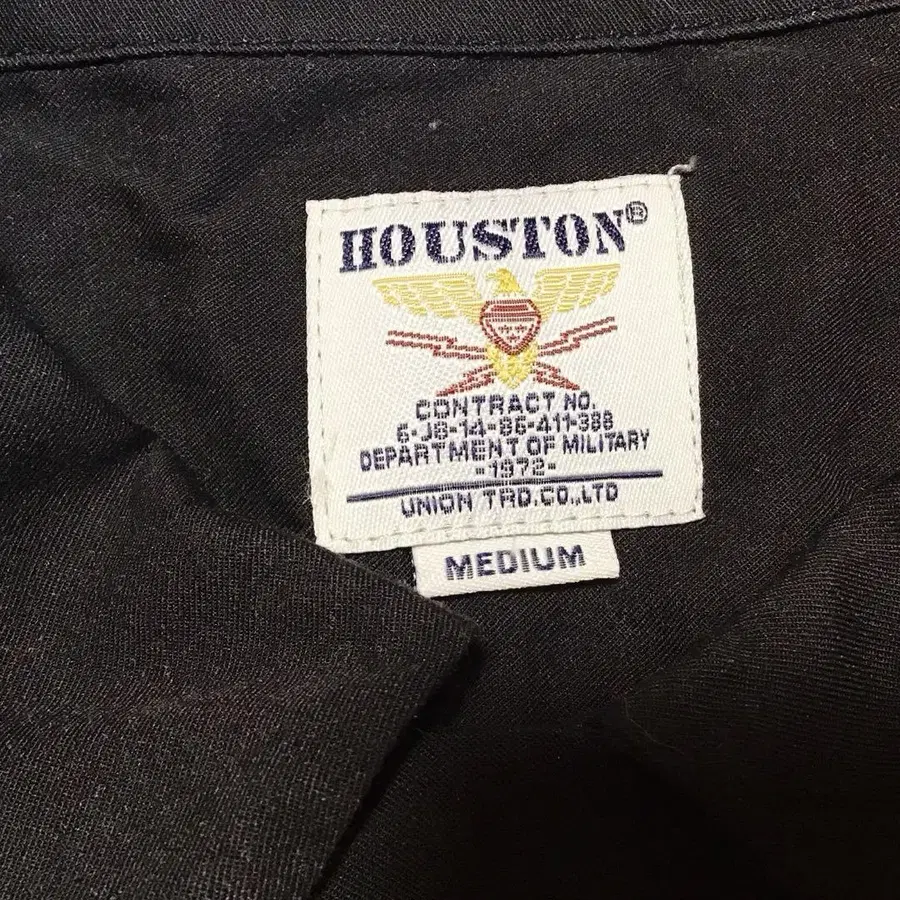 HOUSTON®
CONTRACT NO.
6-J8-14-86-411-388
DEPARTMENT OF MILITARY
-1972-
UNION TRD.CO.,LTD
MEDIUM